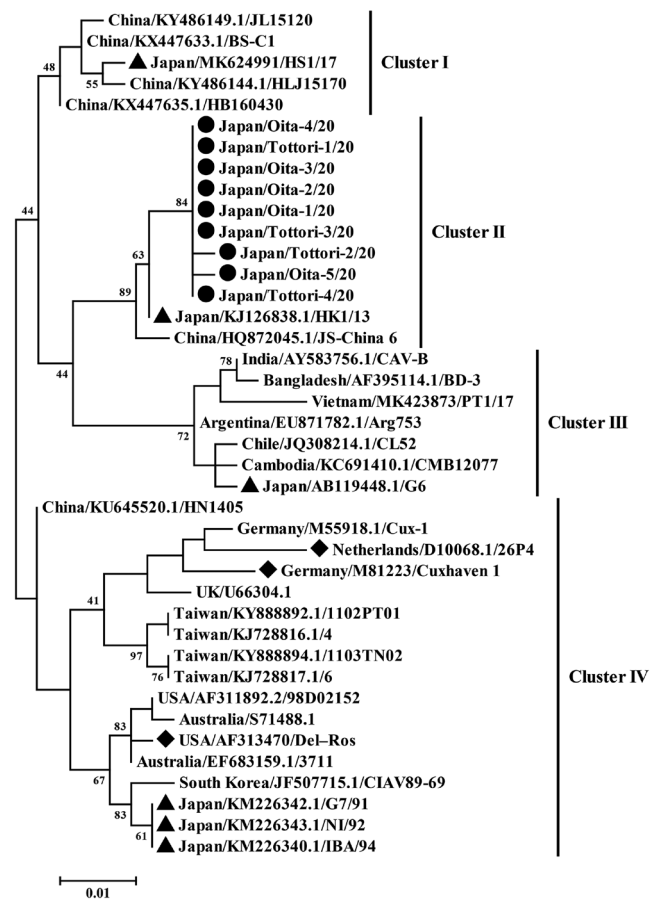 China/KY486149.1/JL15120
China/KX447633.1/BS-C1
48
Japan/MK624991/HS1/17
Cluster I
55
China/KY486144.1/HLJ15170
China/KX447635.1/HB160430
Japan/Oita-4/20
Japan/Tottori-1/20
Japan/Oita-3/20
Japan/Oita-2/20
84
Japan/Oita-1/20
44
Japan/Tottori-3/20
Cluster II
Japan/Tottori-2/20
63
Japan/Oita-5/20
89
Japan/Tottori-4/20
Japan/KJ126838.1/HK1/13
China/HQ872045.1/JS-China 6
78
India/AY583756.1/CAV-B
44
Bangladesh/AF395114.1/BD-3
Vietnam/MK423873/PT1/17
Argentina/EU871782.1/Arg753
Cluster III
72
Chile/JQ308214.1/CL52
Cambodia/KC691410.1/CMB12077
Japan/AB119448.1/G6
China/KU645520.1/HN1405
Germany/M55918.1/Cux-1
Netherlands/D10068.1/26P4
Germany/M81223/Cuxhaven 1
UK/U66304.1
41
Taiwan/KY888892.1/1102PT01
Taiwan/KJ728816.1/4
97
Taiwan/KY888894.1/1103TN02
76
Taiwan/KJ728817.1/6
Cluster IV
USA/AF311892.2/98D02152
Australia/S71488.1
83
USA/AF313470/Del–Ros
Australia/EF683159.1/3711
67
South Korea/JF507715.1/CIAV89-69
83
Japan/KM226342.1/G7/91
Japan/KM226343.1/NI/92
61
Japan/KM226340.1/IBA/94
0.01